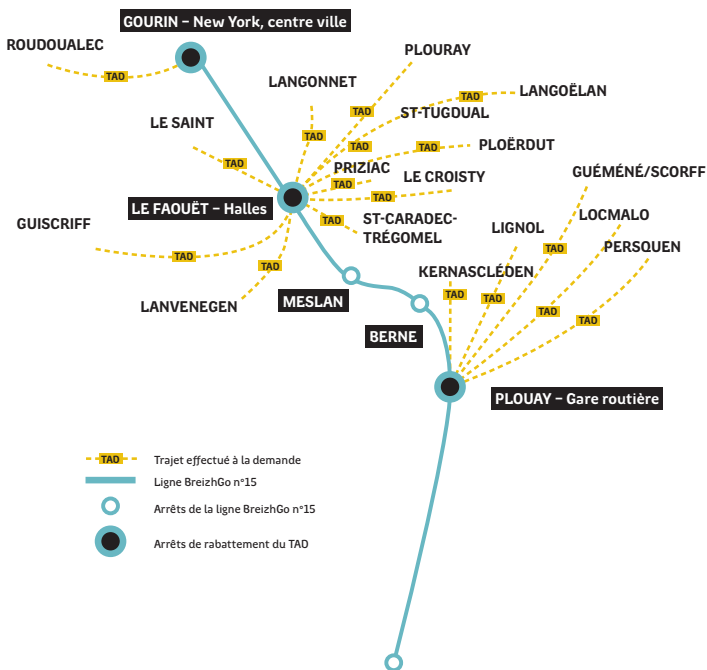 GOURIN – New York, centre ville
ROUDOUALEC
TAD
PLOURAY
LANGONNET
LANGOËLAN
TAD
ST-TUGDUAL
TAD
LE SAINT
TAD
TAD
PLOËRDUT
TAD
TAD
PRIZIAC
TAD
LE CROISTY
TAD
TAD
GUÉMÉNÉ/SCORFF
LE FAOUËT – Halles
ST-CARADEC-
TRÉGOMEL
TAD
GUISCRIFF
TAD
LIGNOL
LOCMALO
PERSQUEN
TAD
KERNASCLÉDEN
TAD
TAD
TAD
TAD
LANVENEGEN
TAD
MESLAN
BERNE
PLOUAY – Gare routière
TAD
Trajet effectué à la demande
Ligne BreizhGo n°15
Arrêts de la ligne BreizhGo n°15
Arrêts de rabattement du TAD